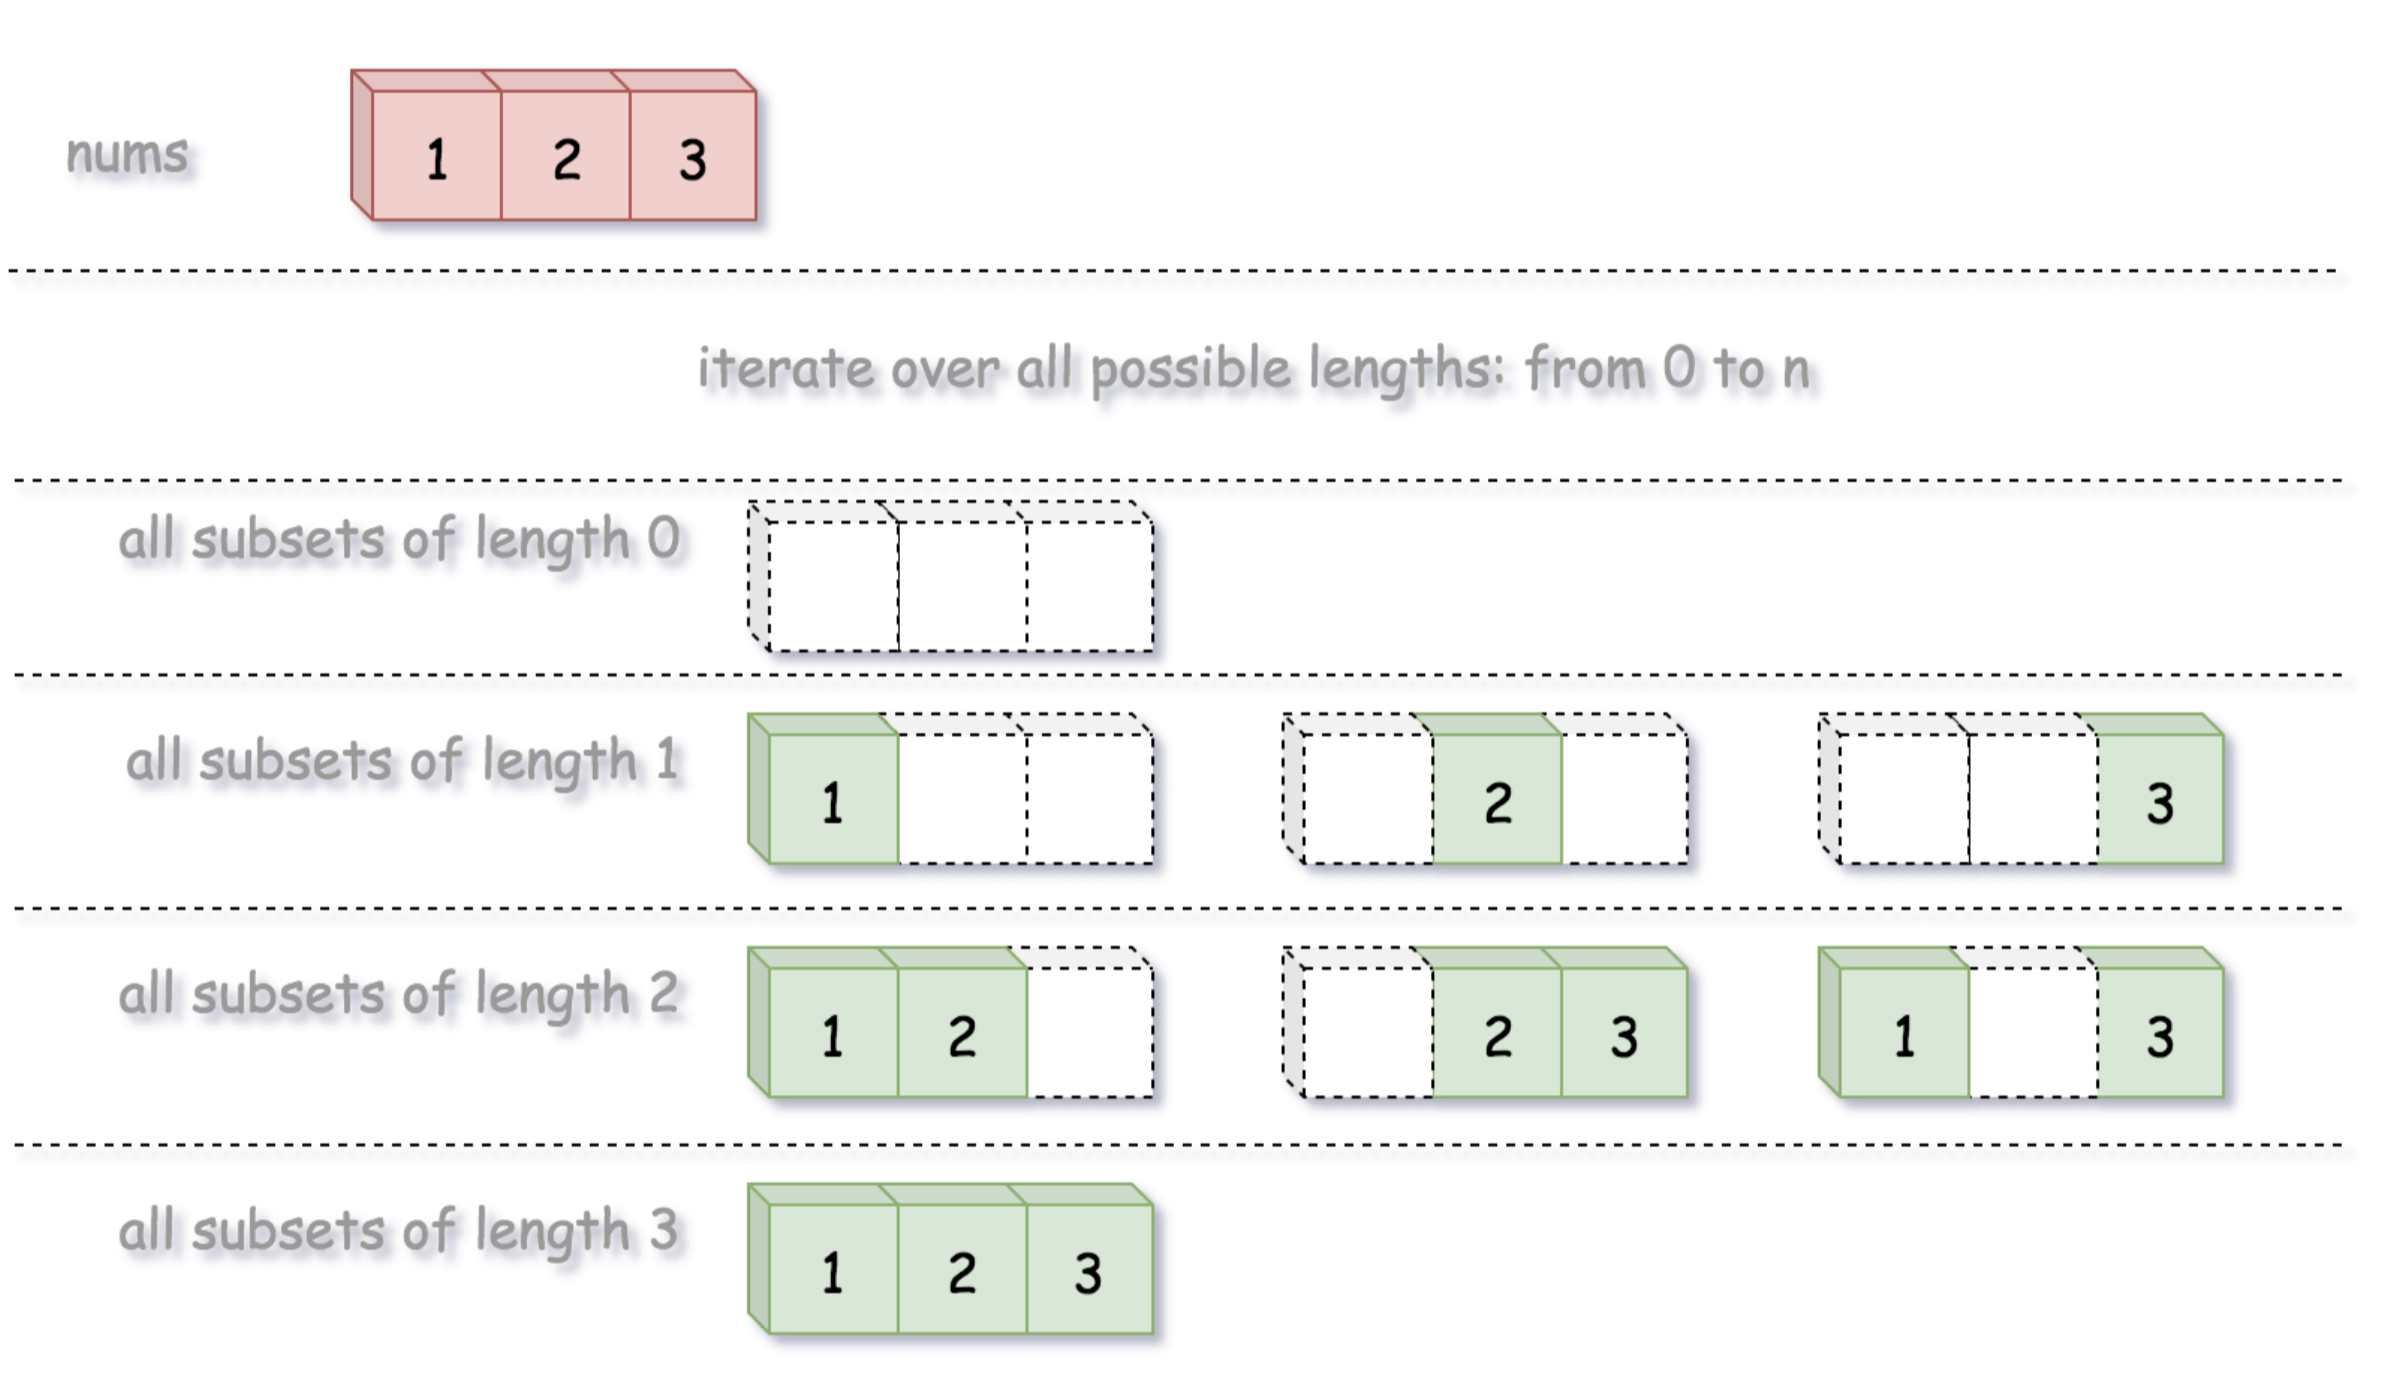 nums 1 2 3
iterate over all possible lengths: from 0 to n
all subsets of length 0
all subsets of length 1 1 2 3
all subsets of length 2 1 2 2 3 1 3
all subsets of length 3 1 2 3